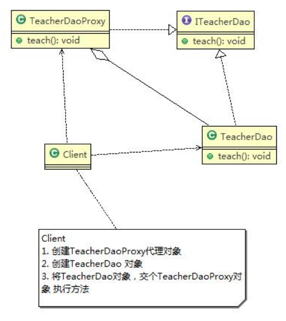 C TeacherDaoProxy
teach(): void
I ITeacherDao
teach(): void
C TeacherDao
teach(): void
C Client
Client
1. 创建TeacherDaoProxy代理对象
2. 创建TeacherDao 对象
3. 将TeacherDao对象，交个TeacherDaoProxy对
象 执行方法